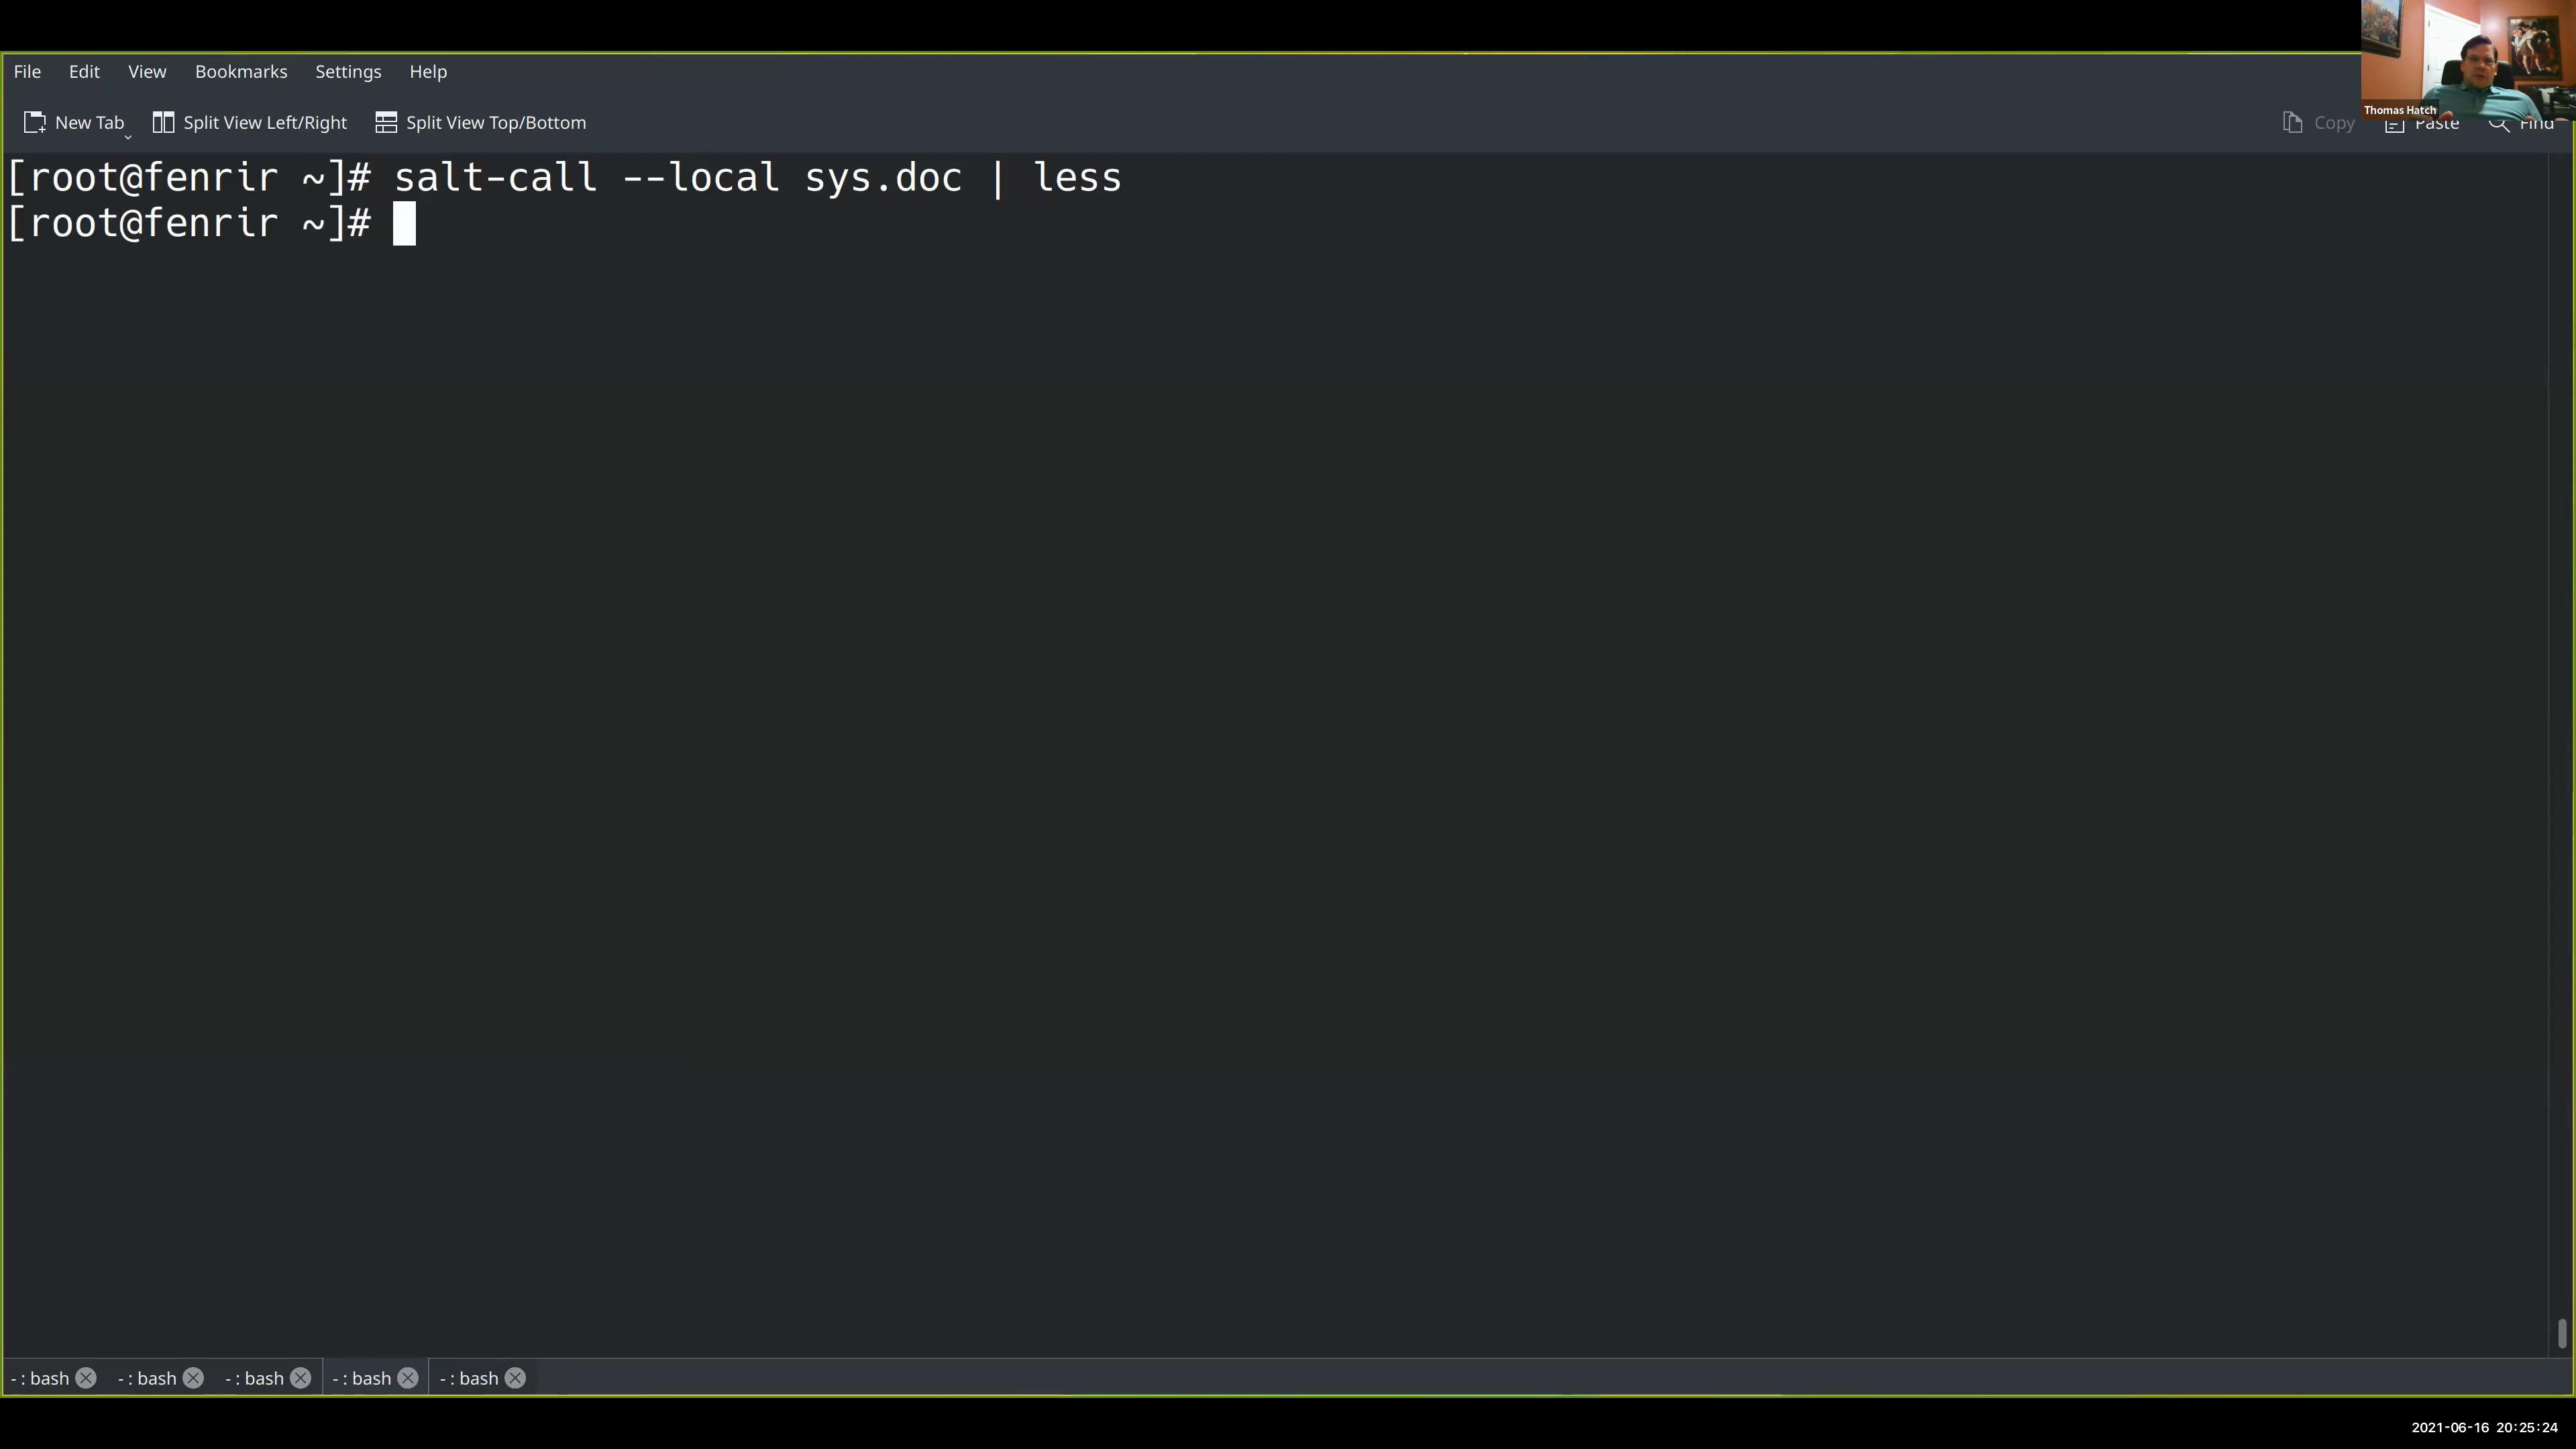 File Edit View Bookmarks Settings Help
New Tab Split View Left/Right Split View Top/Bottom Copy Paste Find
Thomas Hatch
[root@fenrir ~]# salt-call --local sys.doc | less
[root@fenrir ~]#
- : bash - : bash - : bash - : bash - : bash
2021-06-16 20:25:24